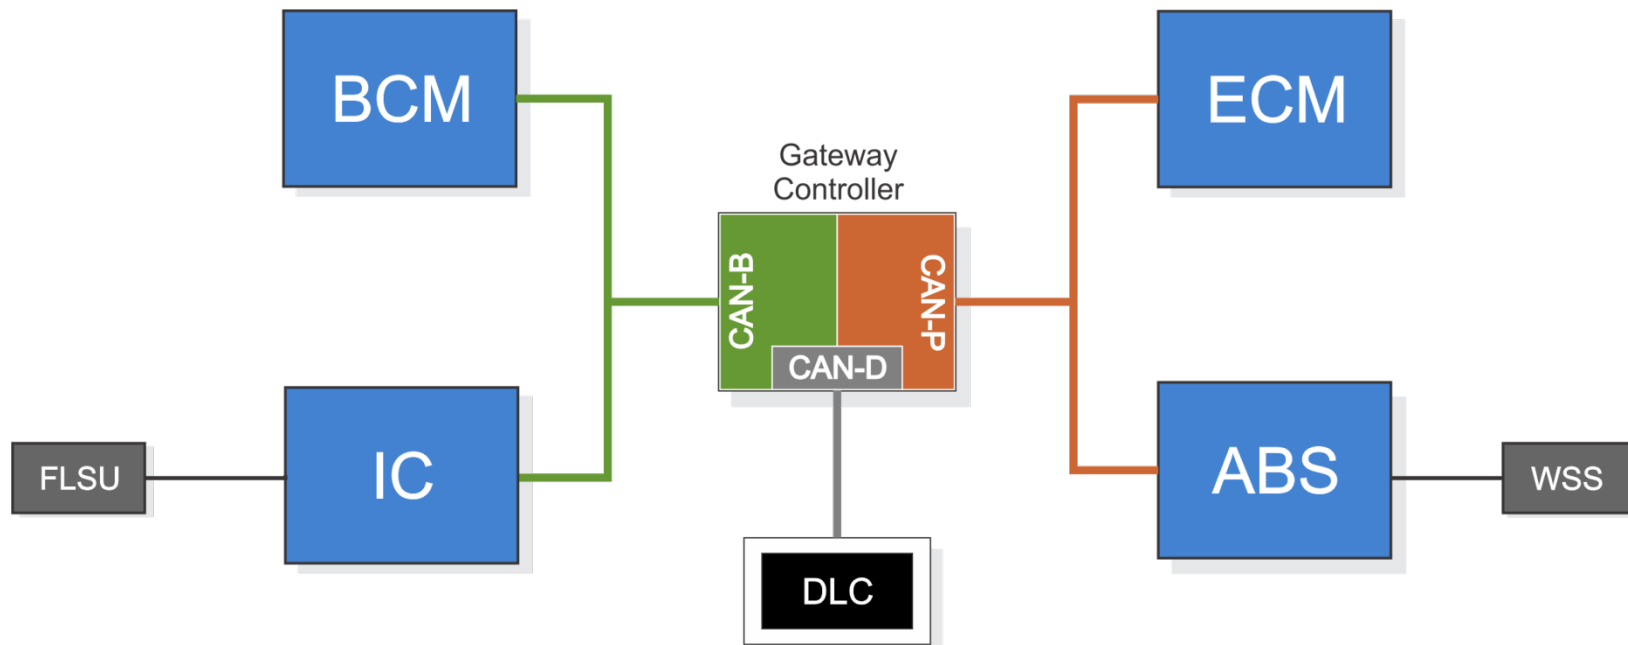 BCM
ECM
Gateway
Controller
CAN-B
CAN-P
CAN-D
FLSU
IC
ABS
WSS
DLC